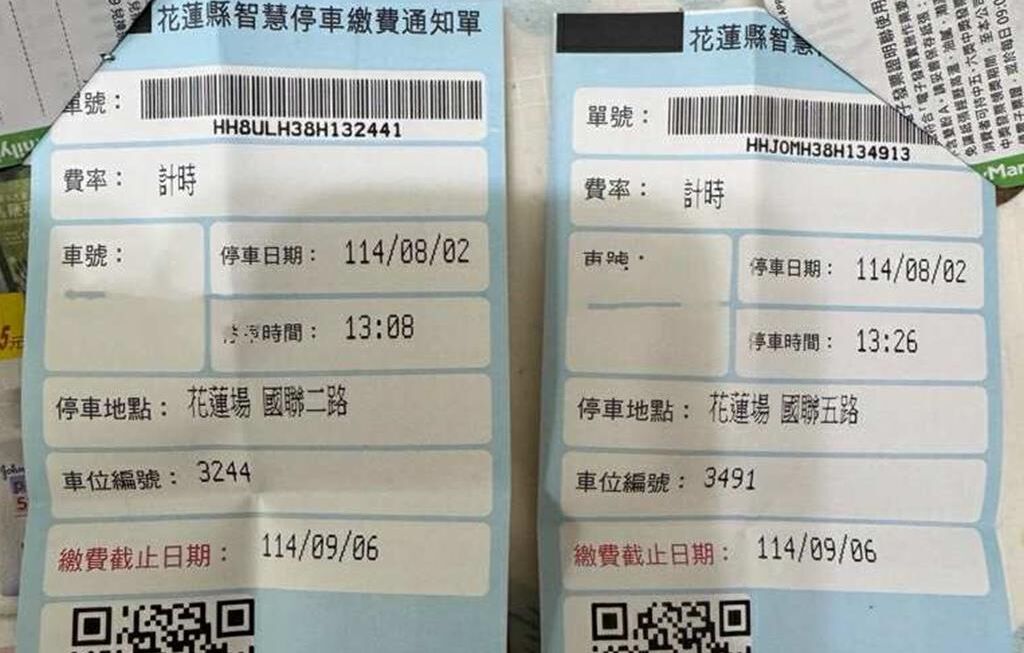 花蓮縣智慧停車繳費通知單
單號：
HH8ULH38H132441
費率： 計時
車號：
停車日期： 114/08/02
停車時間： 13:08
停車地點： 花蓮場 國聯二路
車位編號： 3244
繳費截止日期： 114/09/06
花蓮縣智慧
單號：
HHJOMH38H134913
費率： 計時
車號：
停車日期： 114/08/02
停車時間： 13:26
停車地點： 花蓮場 國聯五路
車位編號： 3491
繳費截止日期： 114/09/06